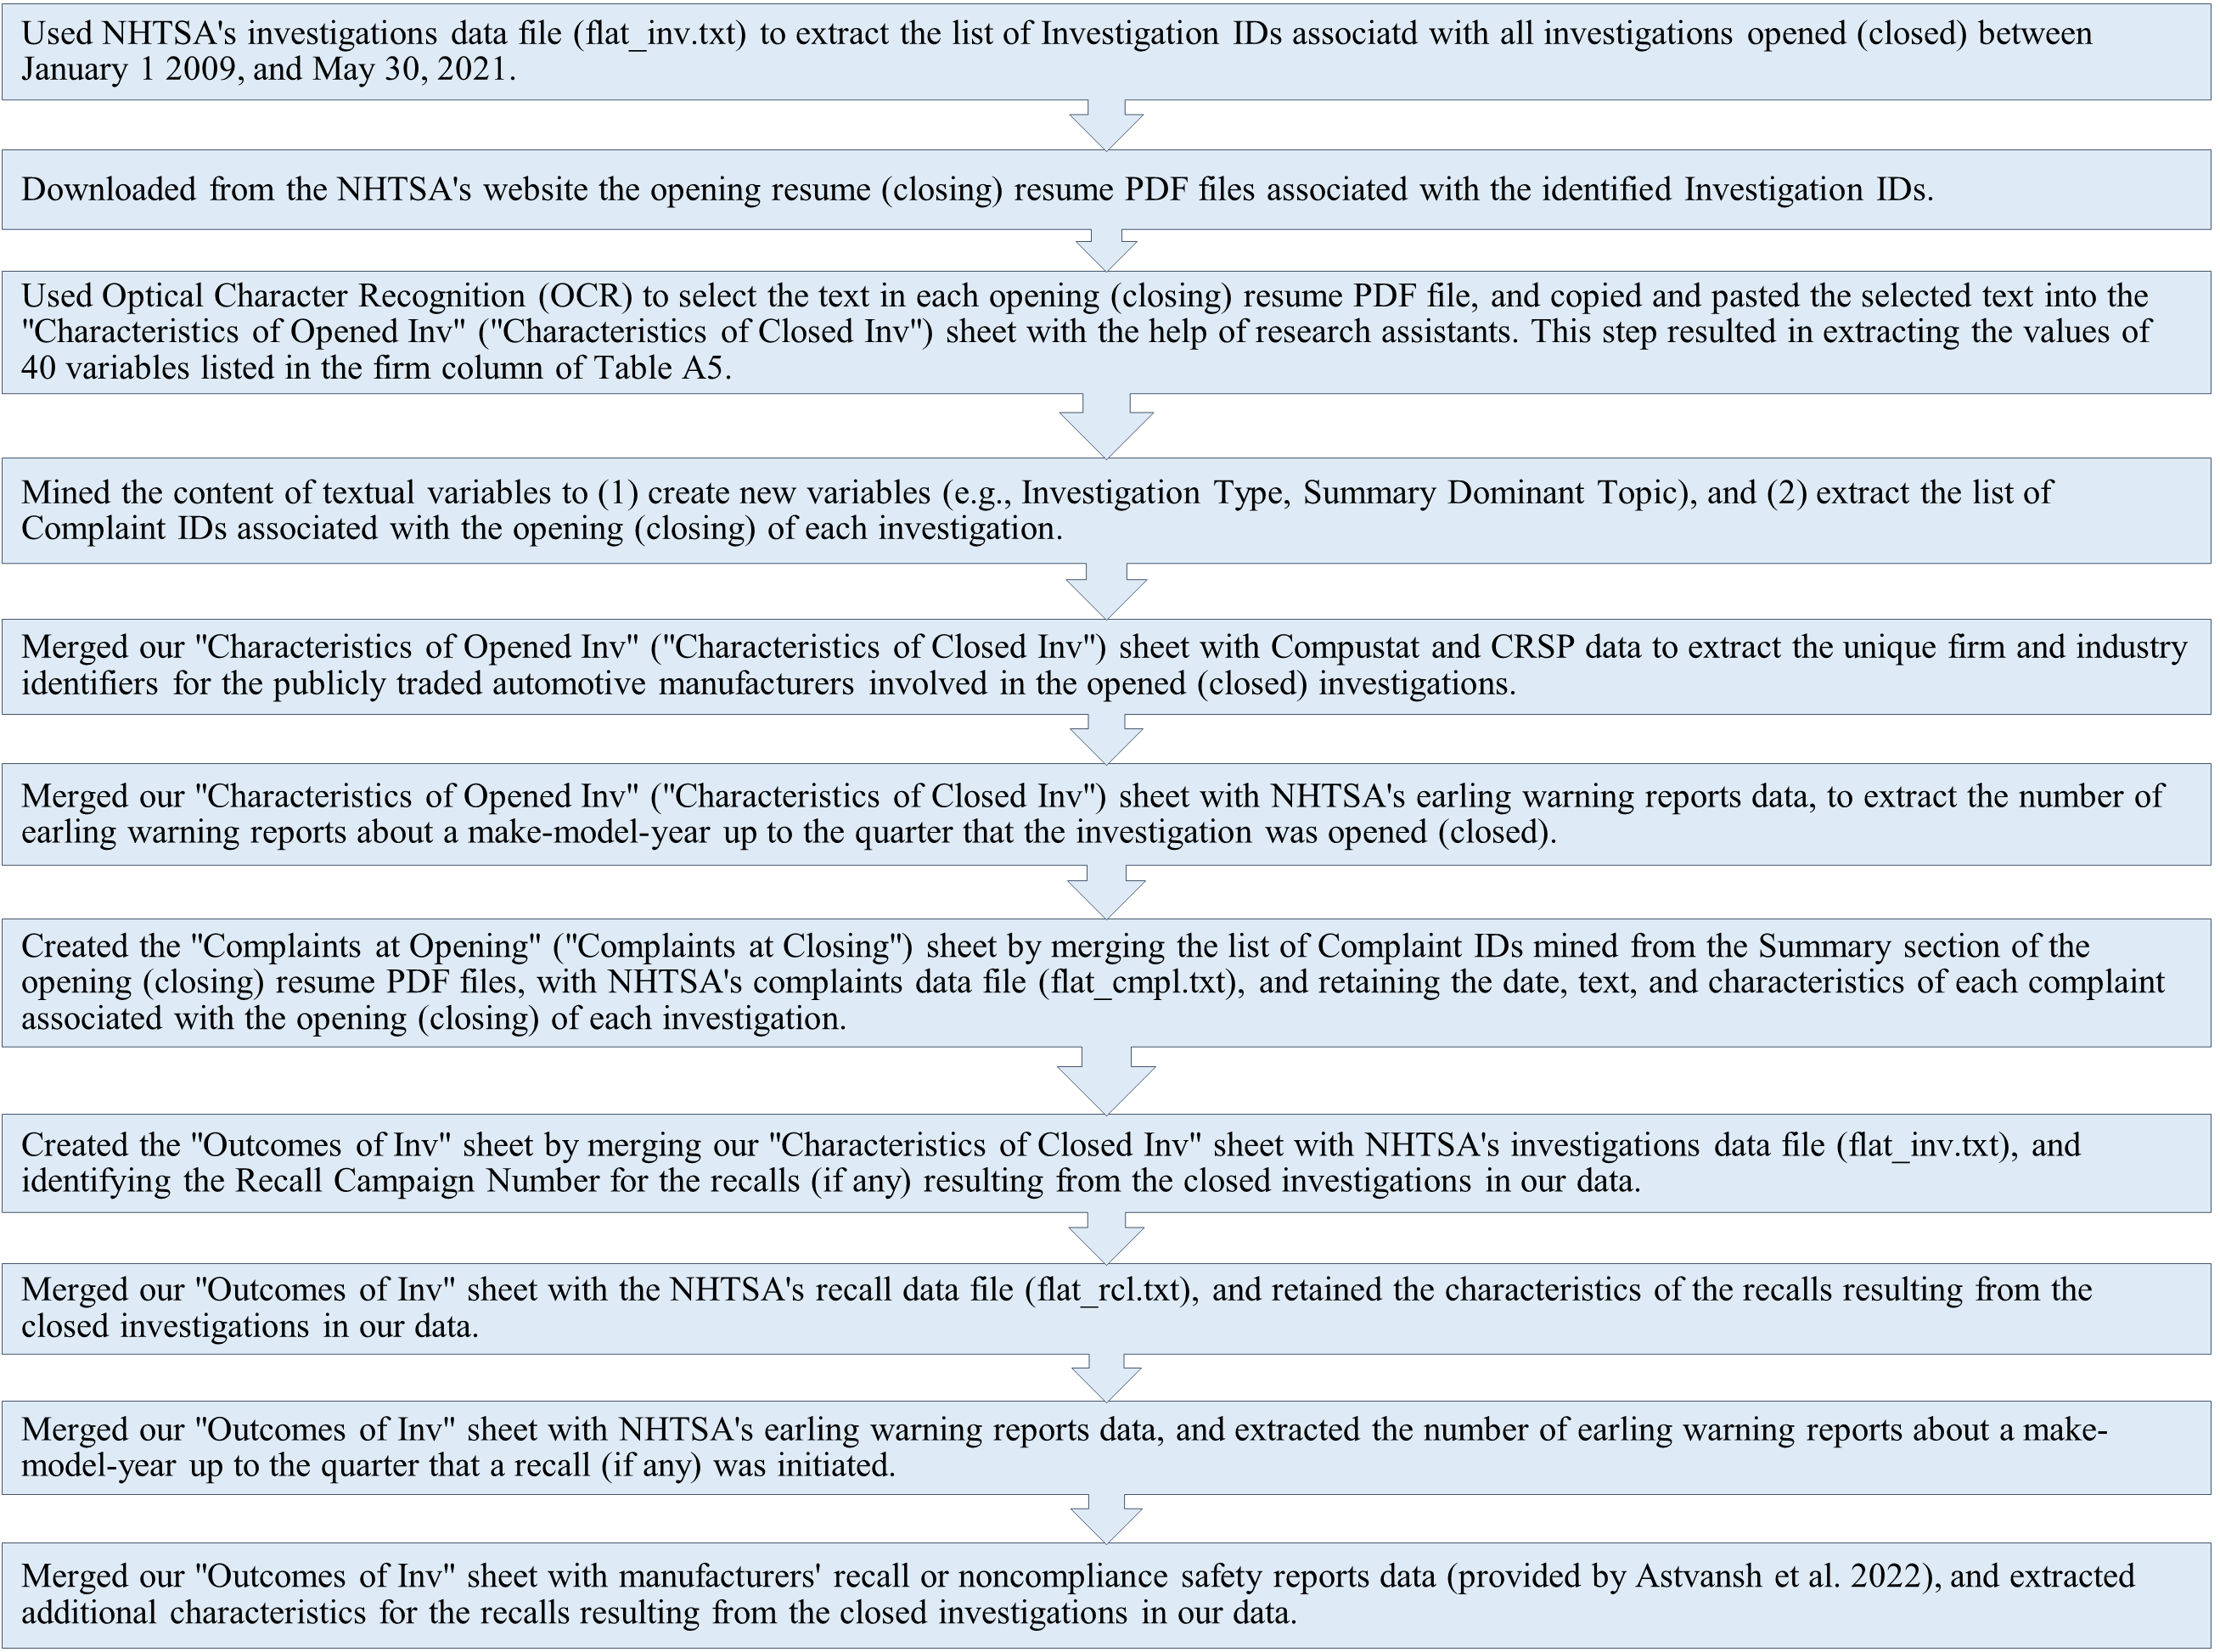 Used NHTSA's investigations data file (flat_inv.txt) to extract the list of Investigation IDs associatd with all investigations opened (closed) between
January 1 2009, and May 30, 2021.
Downloaded from the NHTSA's website the opening resume (closing) resume PDF files associated with the identified Investigation IDs.
Used Optical Character Recognition (OCR) to select the text in each opening (closing) resume PDF file, and copied and pasted the selected text into the
"Characteristics of Opened Inv" ("Characteristics of Closed Inv") sheet with the help of research assistants. This step resulted in extracting the values of
40 variables listed in the firm column of Table A5.
Mined the content of textual variables to (1) create new variables (e.g., Investigation Type, Summary Dominant Topic), and (2) extract the list of
Complaint IDs associated with the opening (closing) of each investigation.
Merged our "Characteristics of Opened Inv" ("Characteristics of Closed Inv") sheet with Compustat and CRSP data to extract the unique firm and industry
identifiers for the publicly traded automotive manufacturers involved in the opened (closed) investigations.
Merged our "Characteristics of Opened Inv" ("Characteristics of Closed Inv") sheet with NHTSA's earling warning reports data, to extract the number of
earling warning reports about a make-model-year up to the quarter that the investigation was opened (closed).
Created the "Complaints at Opening" ("Complaints at Closing") sheet by merging the list of Complaint IDs mined from the Summary section of the
opening (closing) resume PDF files, with NHTSA's complaints data file (flat_cmpl.txt), and retaining the date, text, and characteristics of each complaint
associated with the opening (closing) of each investigation.
Created the "Outcomes of Inv" sheet by merging our "Characteristics of Closed Inv" sheet with NHTSA's investigations data file (flat_inv.txt), and
identifying the Recall Campaign Number for the recalls (if any) resulting from the closed investigations in our data.
Merged our "Outcomes of Inv" sheet with the NHTSA's recall data file (flat_rcl.txt), and retained the characteristics of the recalls resulting from the
closed investigations in our data.
Merged our "Outcomes of Inv" sheet with NHTSA's earling warning reports data, and extracted the number of earling warning reports about a make-
model-year up to the quarter that a recall (if any) was initiated.
Merged our "Outcomes of Inv" sheet with manufacturers' recall or noncompliance safety reports data (provided by Astvansh et al. 2022), and extracted
additional characteristics for the recalls resulting from the closed investigations in our data.